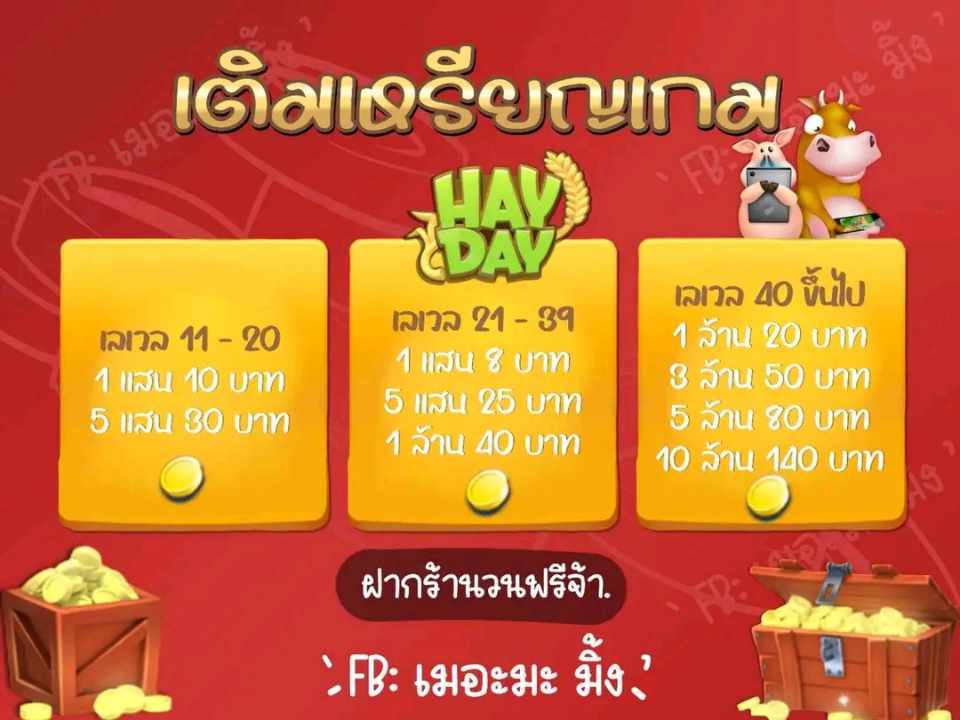 เติมเหรียญเกม
HAY
DAY
เลเวล 11 - 20
1 แสน 10 บาท
5 แสน 30 บาท
เลเวล 21 - 39
1 แสน 8 บาท
5 แสน 25 บาท
1 ล้าน 40 บาท
เลเวล 40 ขึ้นไป
1 ล้าน 20 บาท
3 ล้าน 50 บาท
5 ล้าน 80 บาท
10 ล้าน 140 บาท
ฝากร้านวนฟรีจ้า.
FB: เมอะมะ มิ้ง